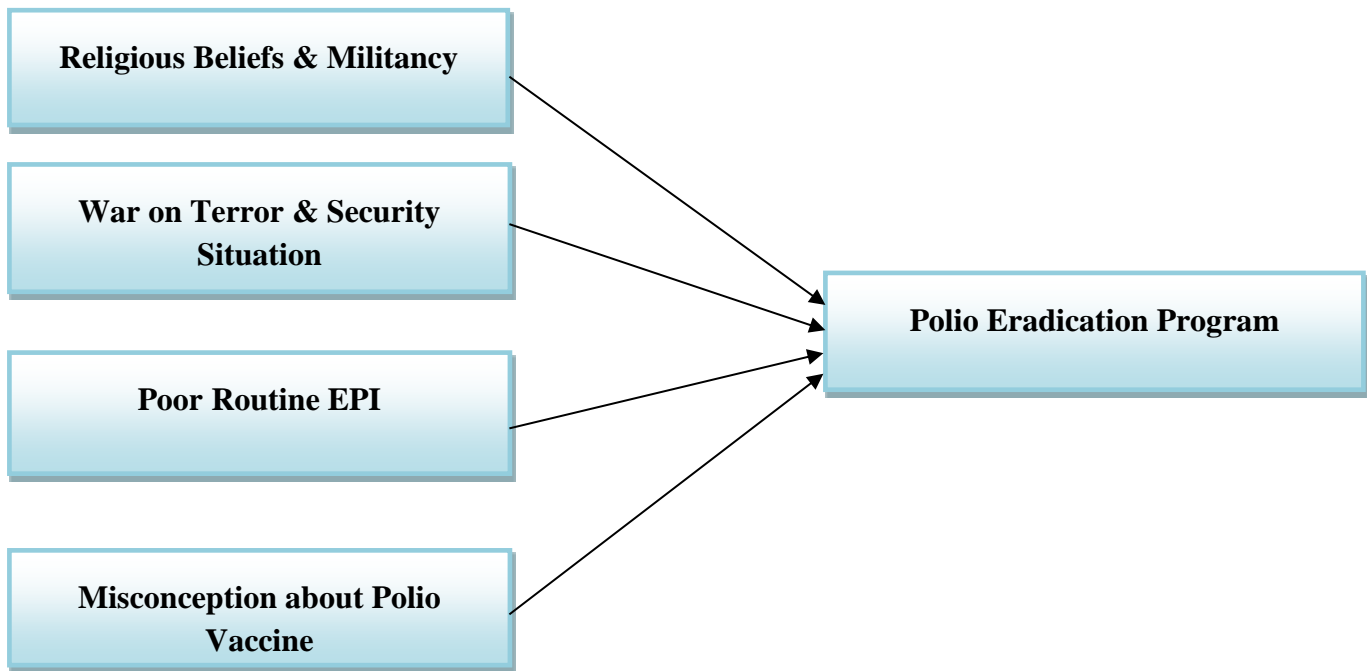 Religious Beliefs & Militancy
War on Terror & Security
Situation
Polio Eradication Program
Poor Routine EPI
Misconception about Polio
Vaccine